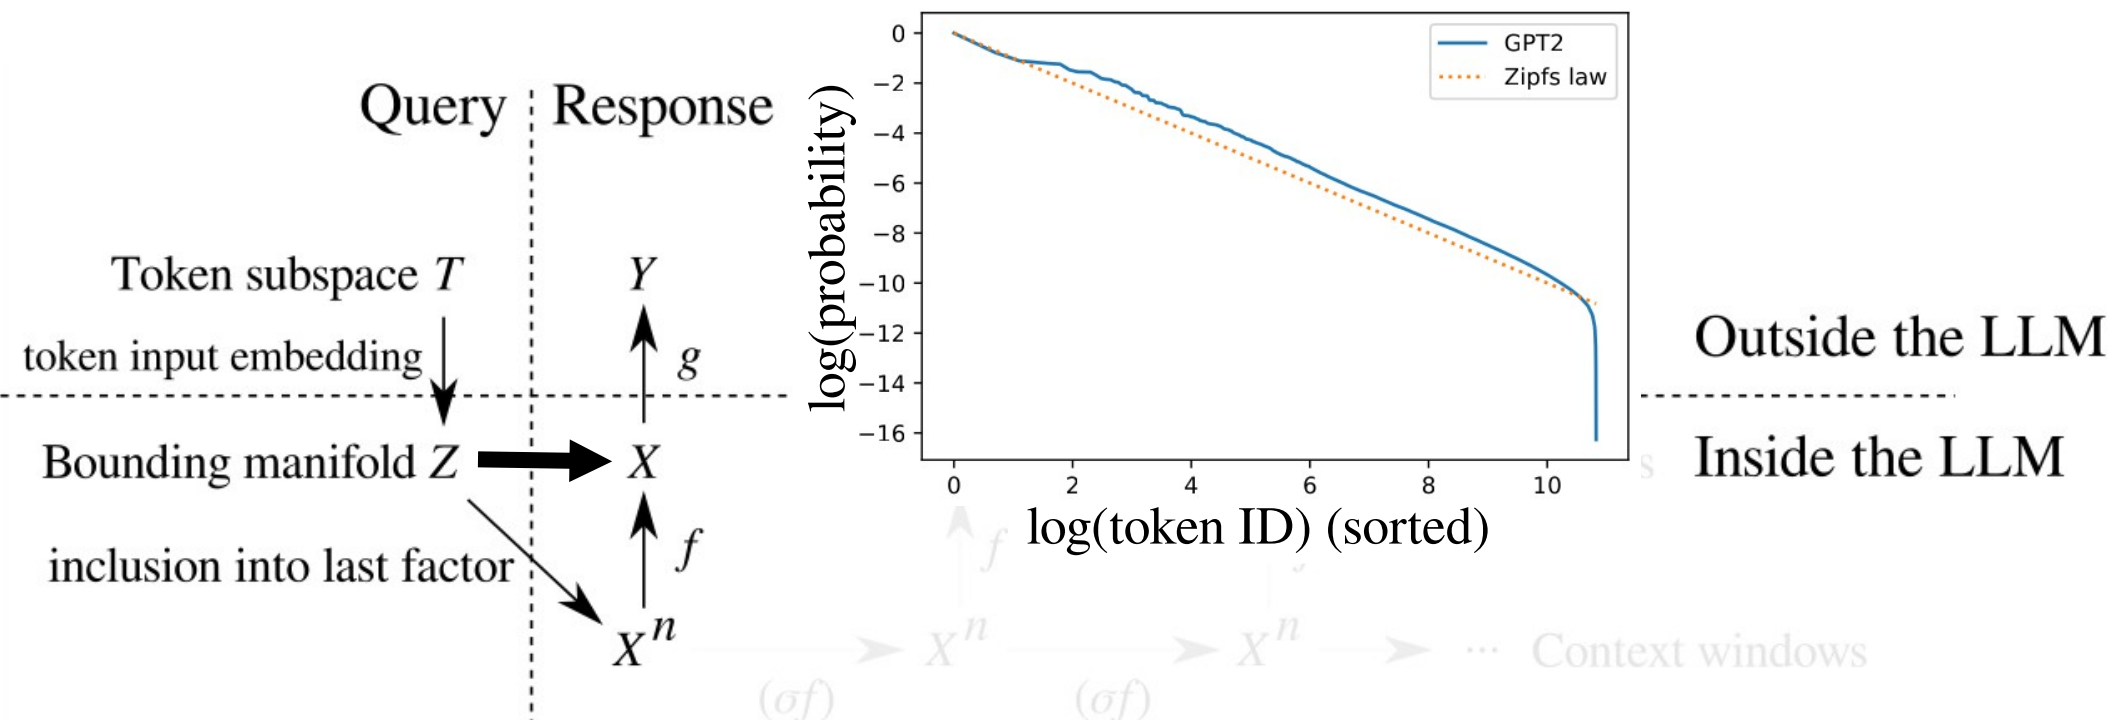 Query
Response
Token subspace T
token input embedding
Bounding manifold Z
inclusion into last factor
Y
g
X
f
X^n
log(probability)
0
−2
−4
−6
−8
−10
−12
−14
−16
GPT2
Zipfs law
0 2 4 6 8 10
log(token ID) (sorted)
Outside the LLM
Inside the LLM
s
f
X^n
X^n
...
Context windows
(σf)
(σf)